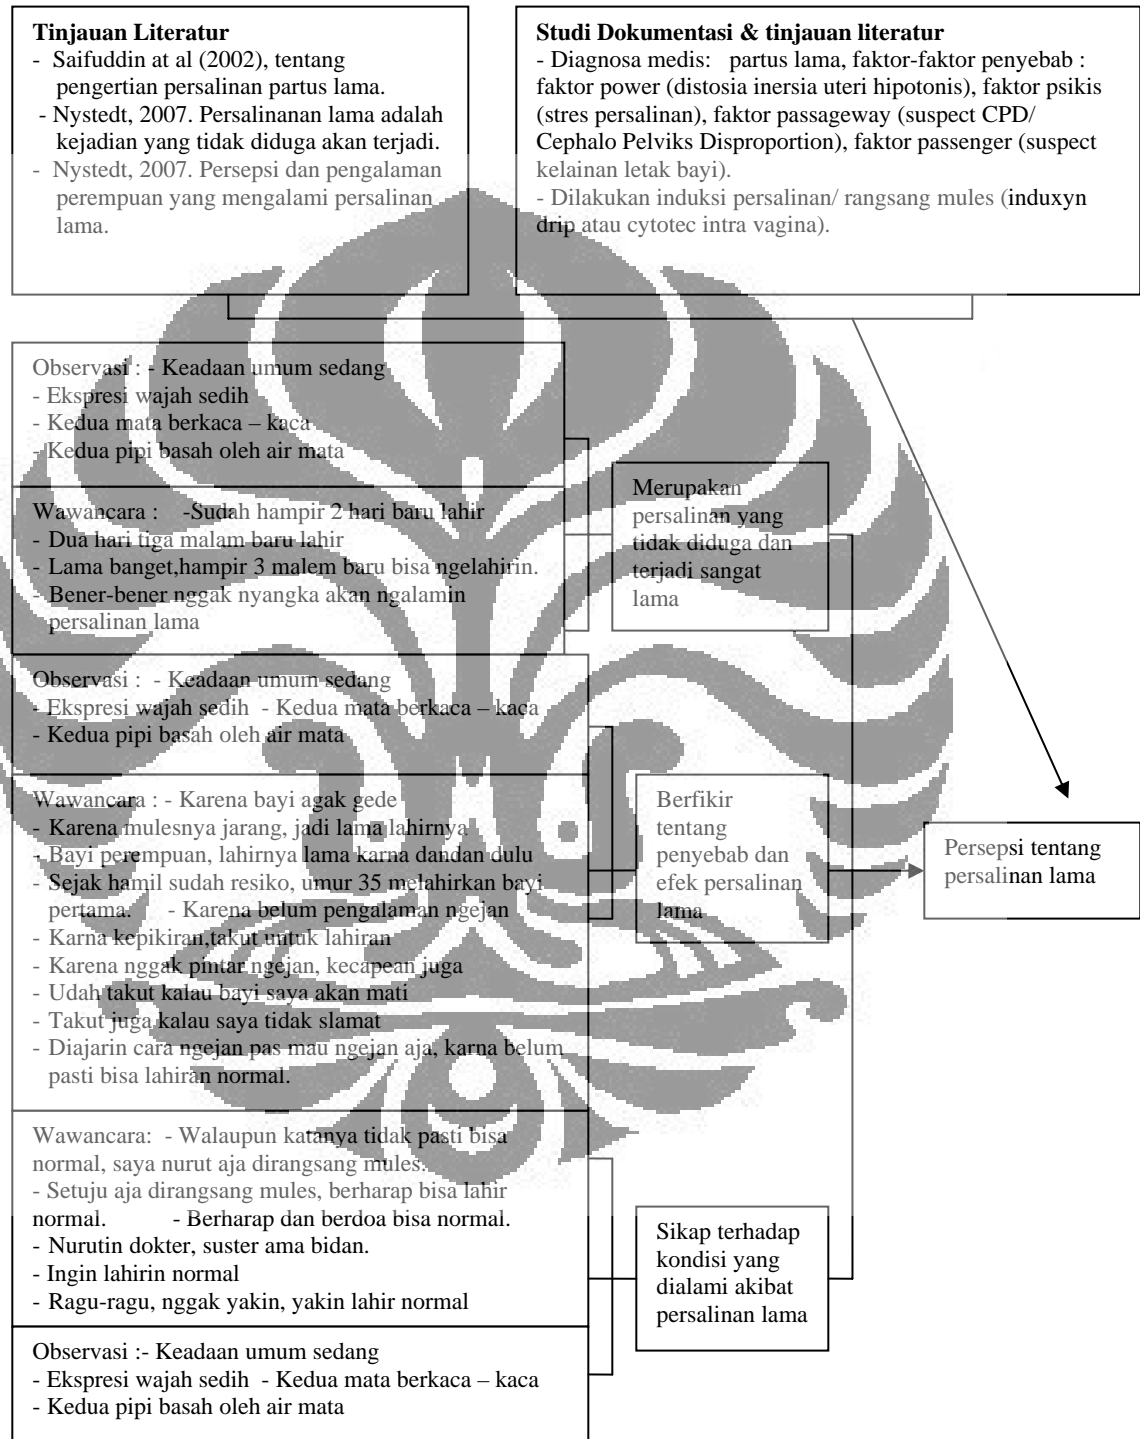 Tinjauan Literatur
- Saifuddin at al (2002), tentang
pengertian persalinan partus lama.
- Nystedt, 2007. Persalinanan lama adalah
kejadian yang tidak diduga akan terjadi.
- Nystedt, 2007. Persepsi dan pengalaman
perempuan yang mengalami persalinan
lama.
Studi Dokumentasi & tinjauan literatur
- Diagnosa medis: partus lama, faktor-faktor penyebab :
faktor power (distosia inersia uteri hipotonis), faktor psikis
(stres persalinan), faktor passageway (suspect CPD/
Cephalo Pelviks Disproportion), faktor passenger (suspect
kelainan letak bayi).
- Dilakukan induksi persalinan/ rangsang mules (induxyn
drip atau cytotec intra vagina).
Observasi : - Keadaan umum sedang
- Ekspresi wajah sedih
- Kedua mata berkaca – kaca
- Kedua pipi basah oleh air mata
Wawancara : -Sudah hampir 2 hari baru lahir
- Dua hari tiga malam baru lahir
- Lama banget,hampir 3 malem baru bisa ngelahirin.
- Bener-bener nggak nyangka akan ngalamin
persalinan lama
Merupakan
persalinan yang
tidak diduga dan
terjadi sangat
lama
Observasi : - Keadaan umum sedang
- Ekspresi wajah sedih - Kedua mata berkaca – kaca
- Kedua pipi basah oleh air mata
Wawancara : - Karena bayi agak gede
- Karena mulesnya jarang, jadi lama lahirnya
- Bayi perempuan, lahirnya lama karna dandan dulu
- Sejak hamil sudah resiko, umur 35 melahirkan bayi
pertama. - Karena belum pengalaman ngejan
- Karna kepikiran,takut untuk lahiran
- Karena nggak pintar ngejan, kecapean juga
- Udah takut kalau bayi saya akan mati
- Takut juga kalau saya tidak slamat
- Diajarin cara ngejan pas mau ngejan aja, karna belum
pasti bisa lahiran normal.
Berfikir
tentang
penyebab dan
efek persalinan
lama
Persepsi tentang
persalinan lama
Wawancara: - Walaupun katanya tidak pasti bisa
normal, saya nurut aja dirangsang mules.
- Setuju aja dirangsang mules, berharap bisa lahir
normal. - Berharap dan berdoa bisa normal.
- Nurutin dokter, suster ama bidan.
- Ingin lahirin normal
- Ragu-ragu, nggak yakin, yakin lahir normal
Sikap terhadap
kondisi yang
dialami akibat
persalinan lama
Observasi :- Keadaan umum sedang
- Ekspresi wajah sedih - Kedua mata berkaca – kaca
- Kedua pipi basah oleh air mata